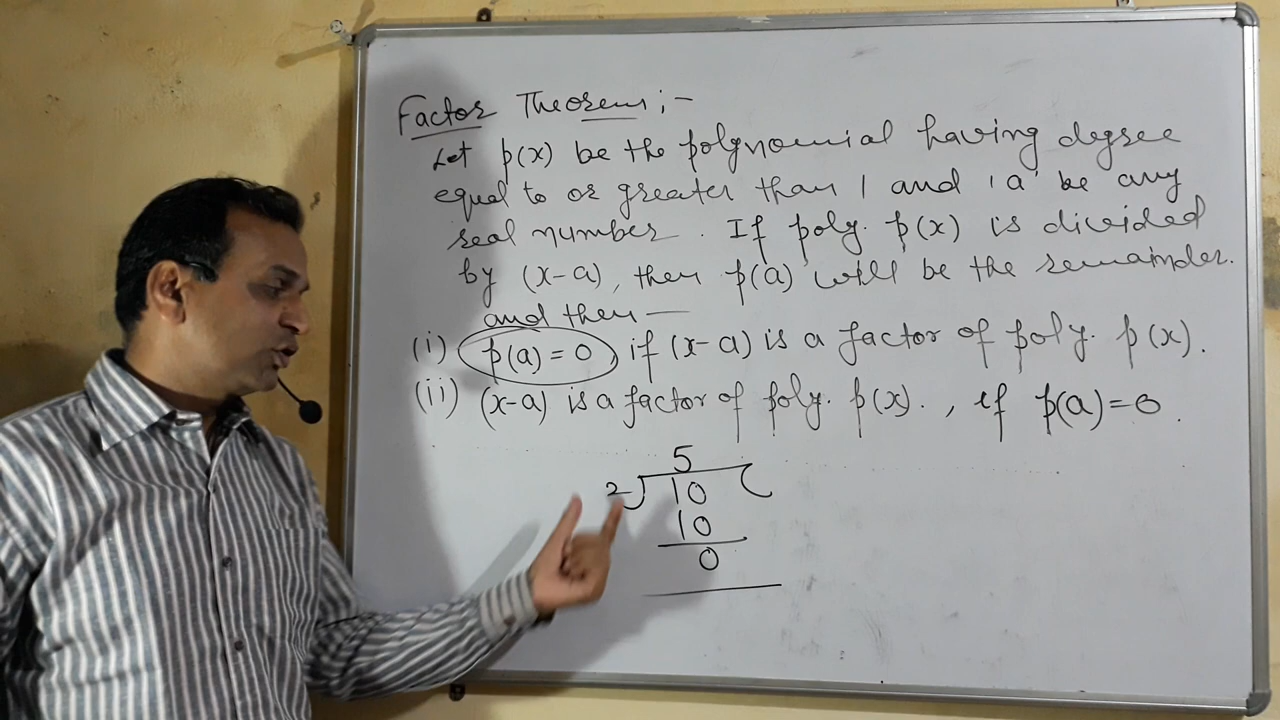 Factor Theorem ;-
Let p(x) be the polynomial having degree
equal to or greater than 1 and 'a' be any
real number. If poly. p(x) is divided
by (x-a), then p(a) will be the remainder.
and then —
(i) p(a) = 0 if (x-a) is a factor of poly. p(x).
(ii) (x-a) is a factor of poly. p(x). , if p(a)=0.
5
2 10
10
0